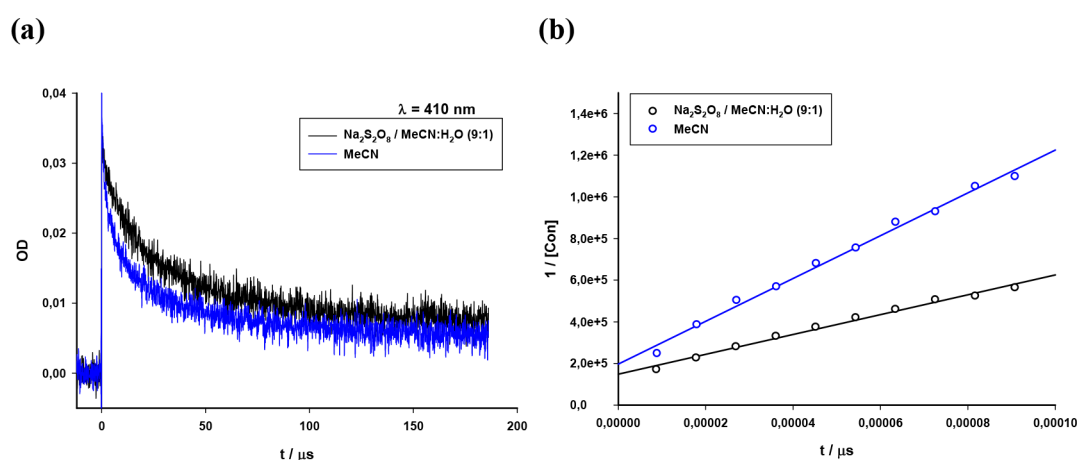 (a)
0,04
0,03
0,02
0,01
0,00
OD
λ = 410 nm
Na₂S₂O₈ / MeCN:H₂O (9:1)
MeCN
0
50
100
150
200
t / μs
(b)
1,4e+6
1,2e+6
1,0e+6
8,0e+5
6,0e+5
4,0e+5
2,0e+5
0,0
1 / [Con]
Na₂S₂O₈ / MeCN:H₂O (9:1)
MeCN
0,00000
0,00002
0,00004
0,00006
0,00008
0,00010
t / μs